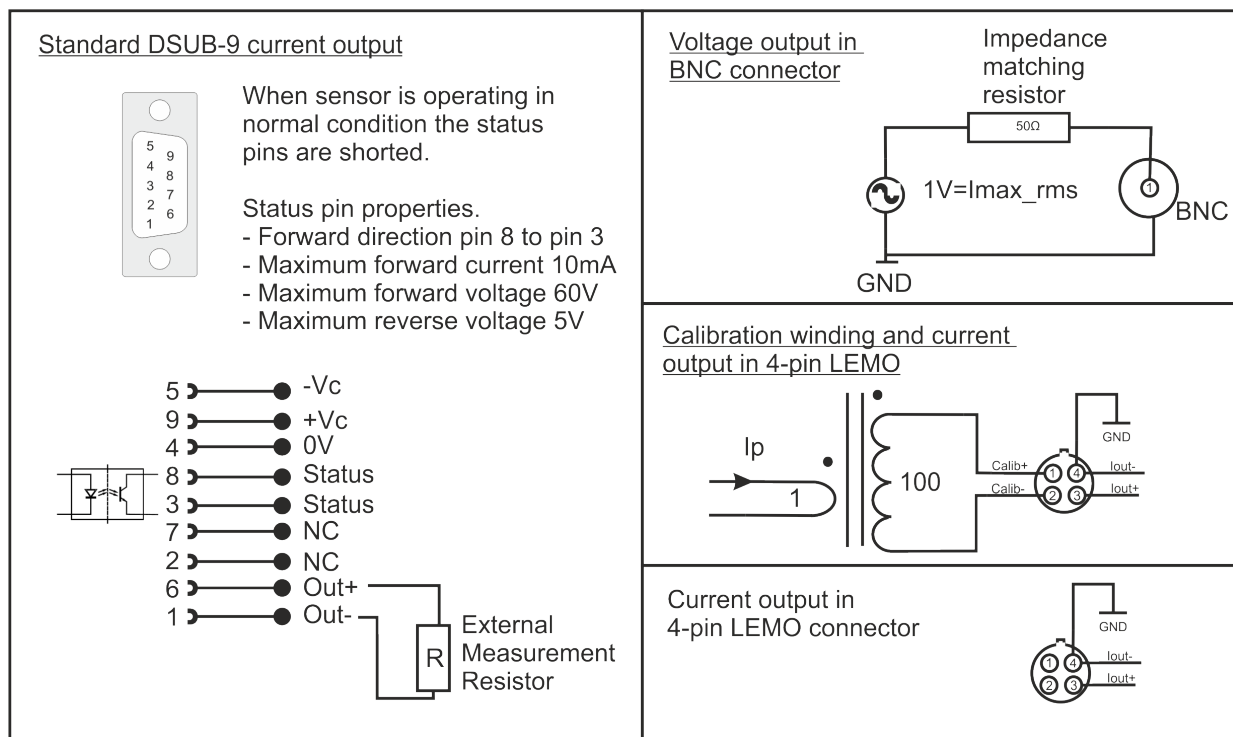 Standard DSUB-9 current output
5
9
4
8
3
7
2
6
1
When sensor is operating in
normal condition the status
pins are shorted.
Status pin properties.
- Forward direction pin 8 to pin 3
- Maximum forward current 10mA
- Maximum forward voltage 60V
- Maximum reverse voltage 5V
5 -Vc
9 +Vc
4 0V
8 Status
3 Status
7 NC
2 NC
6 Out+
1 Out-
R
External
Measurement
Resistor
Voltage output in
BNC connector
Impedance
matching
resistor
50Ω
1V=Imax_rms
1
BNC
GND
Calibration winding and current
output in 4-pin LEMO
Ip
1
100
GND
Calib+ 1 4 Iout-
Calib- 2 3 Iout+
Current output in
4-pin LEMO connector
GND
1 4 Iout-
2 3 Iout+